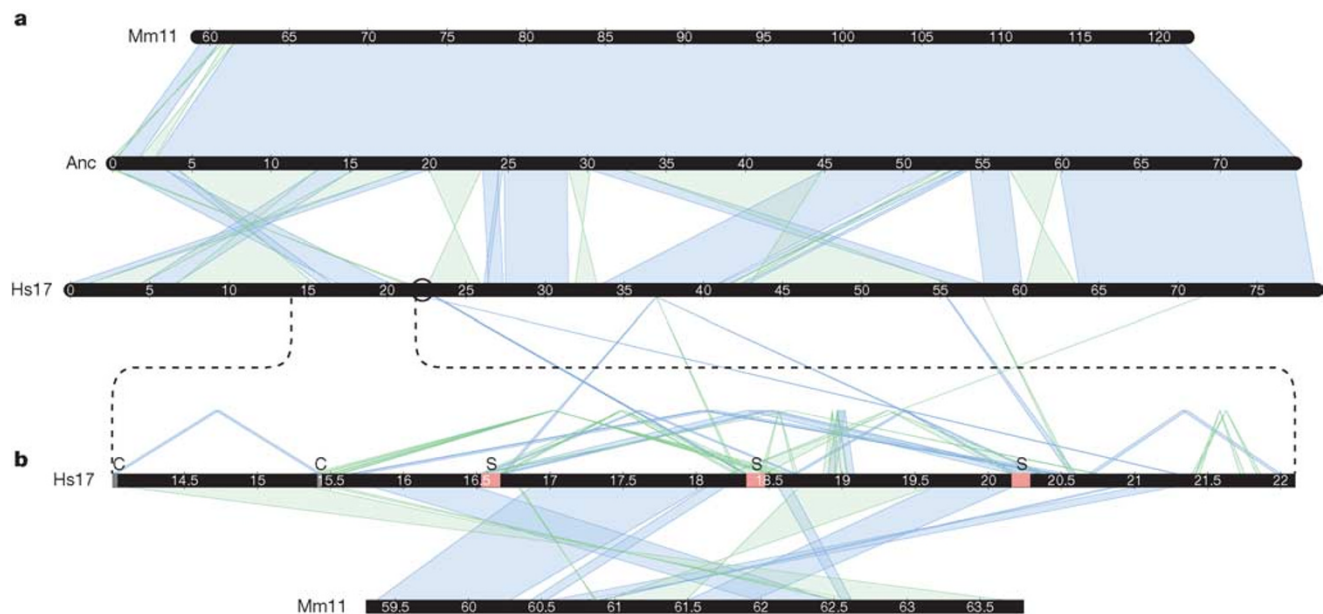 a
Mm11 60 65 70 75 80 85 90 95 100 105 110 115 120
Anc 0 5 10 15 20 25 30 35 40 45 50 55 60 65 70
Hs17 0 5 10 15 20 25 30 35 40 45 50 55 60 65 75
b
C C S S S
Hs17 14.5 15 15.5 16 16.5 17 17.5 18 18.5 19 19.5 20 20.5 21 21.5 22
Mm11 59.5 60 60.5 61 61.5 62 62.5 63 63.5